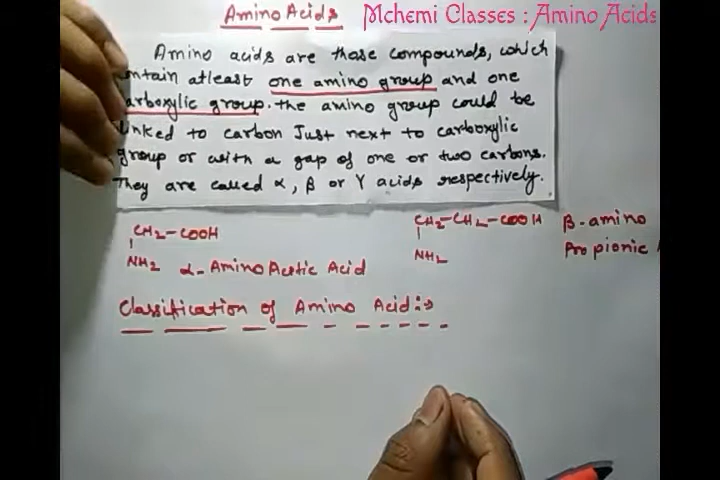 Amino Acids
Mchemi Classes : Amino Acids
Amino acids are those compounds, which
ntain atleast one amino group and one
arboxylic group. the amino group could be
linked to carbon Just next to carboxylic
group or with a gap of one or two carbons.
They are called α, β or γ acids respectively.
CH2-COOH
NH2 α-Amino Acetic Acid
CH2-CH2-COOH β-amino
NH2 Propionic
Classification of Amino Acid:→